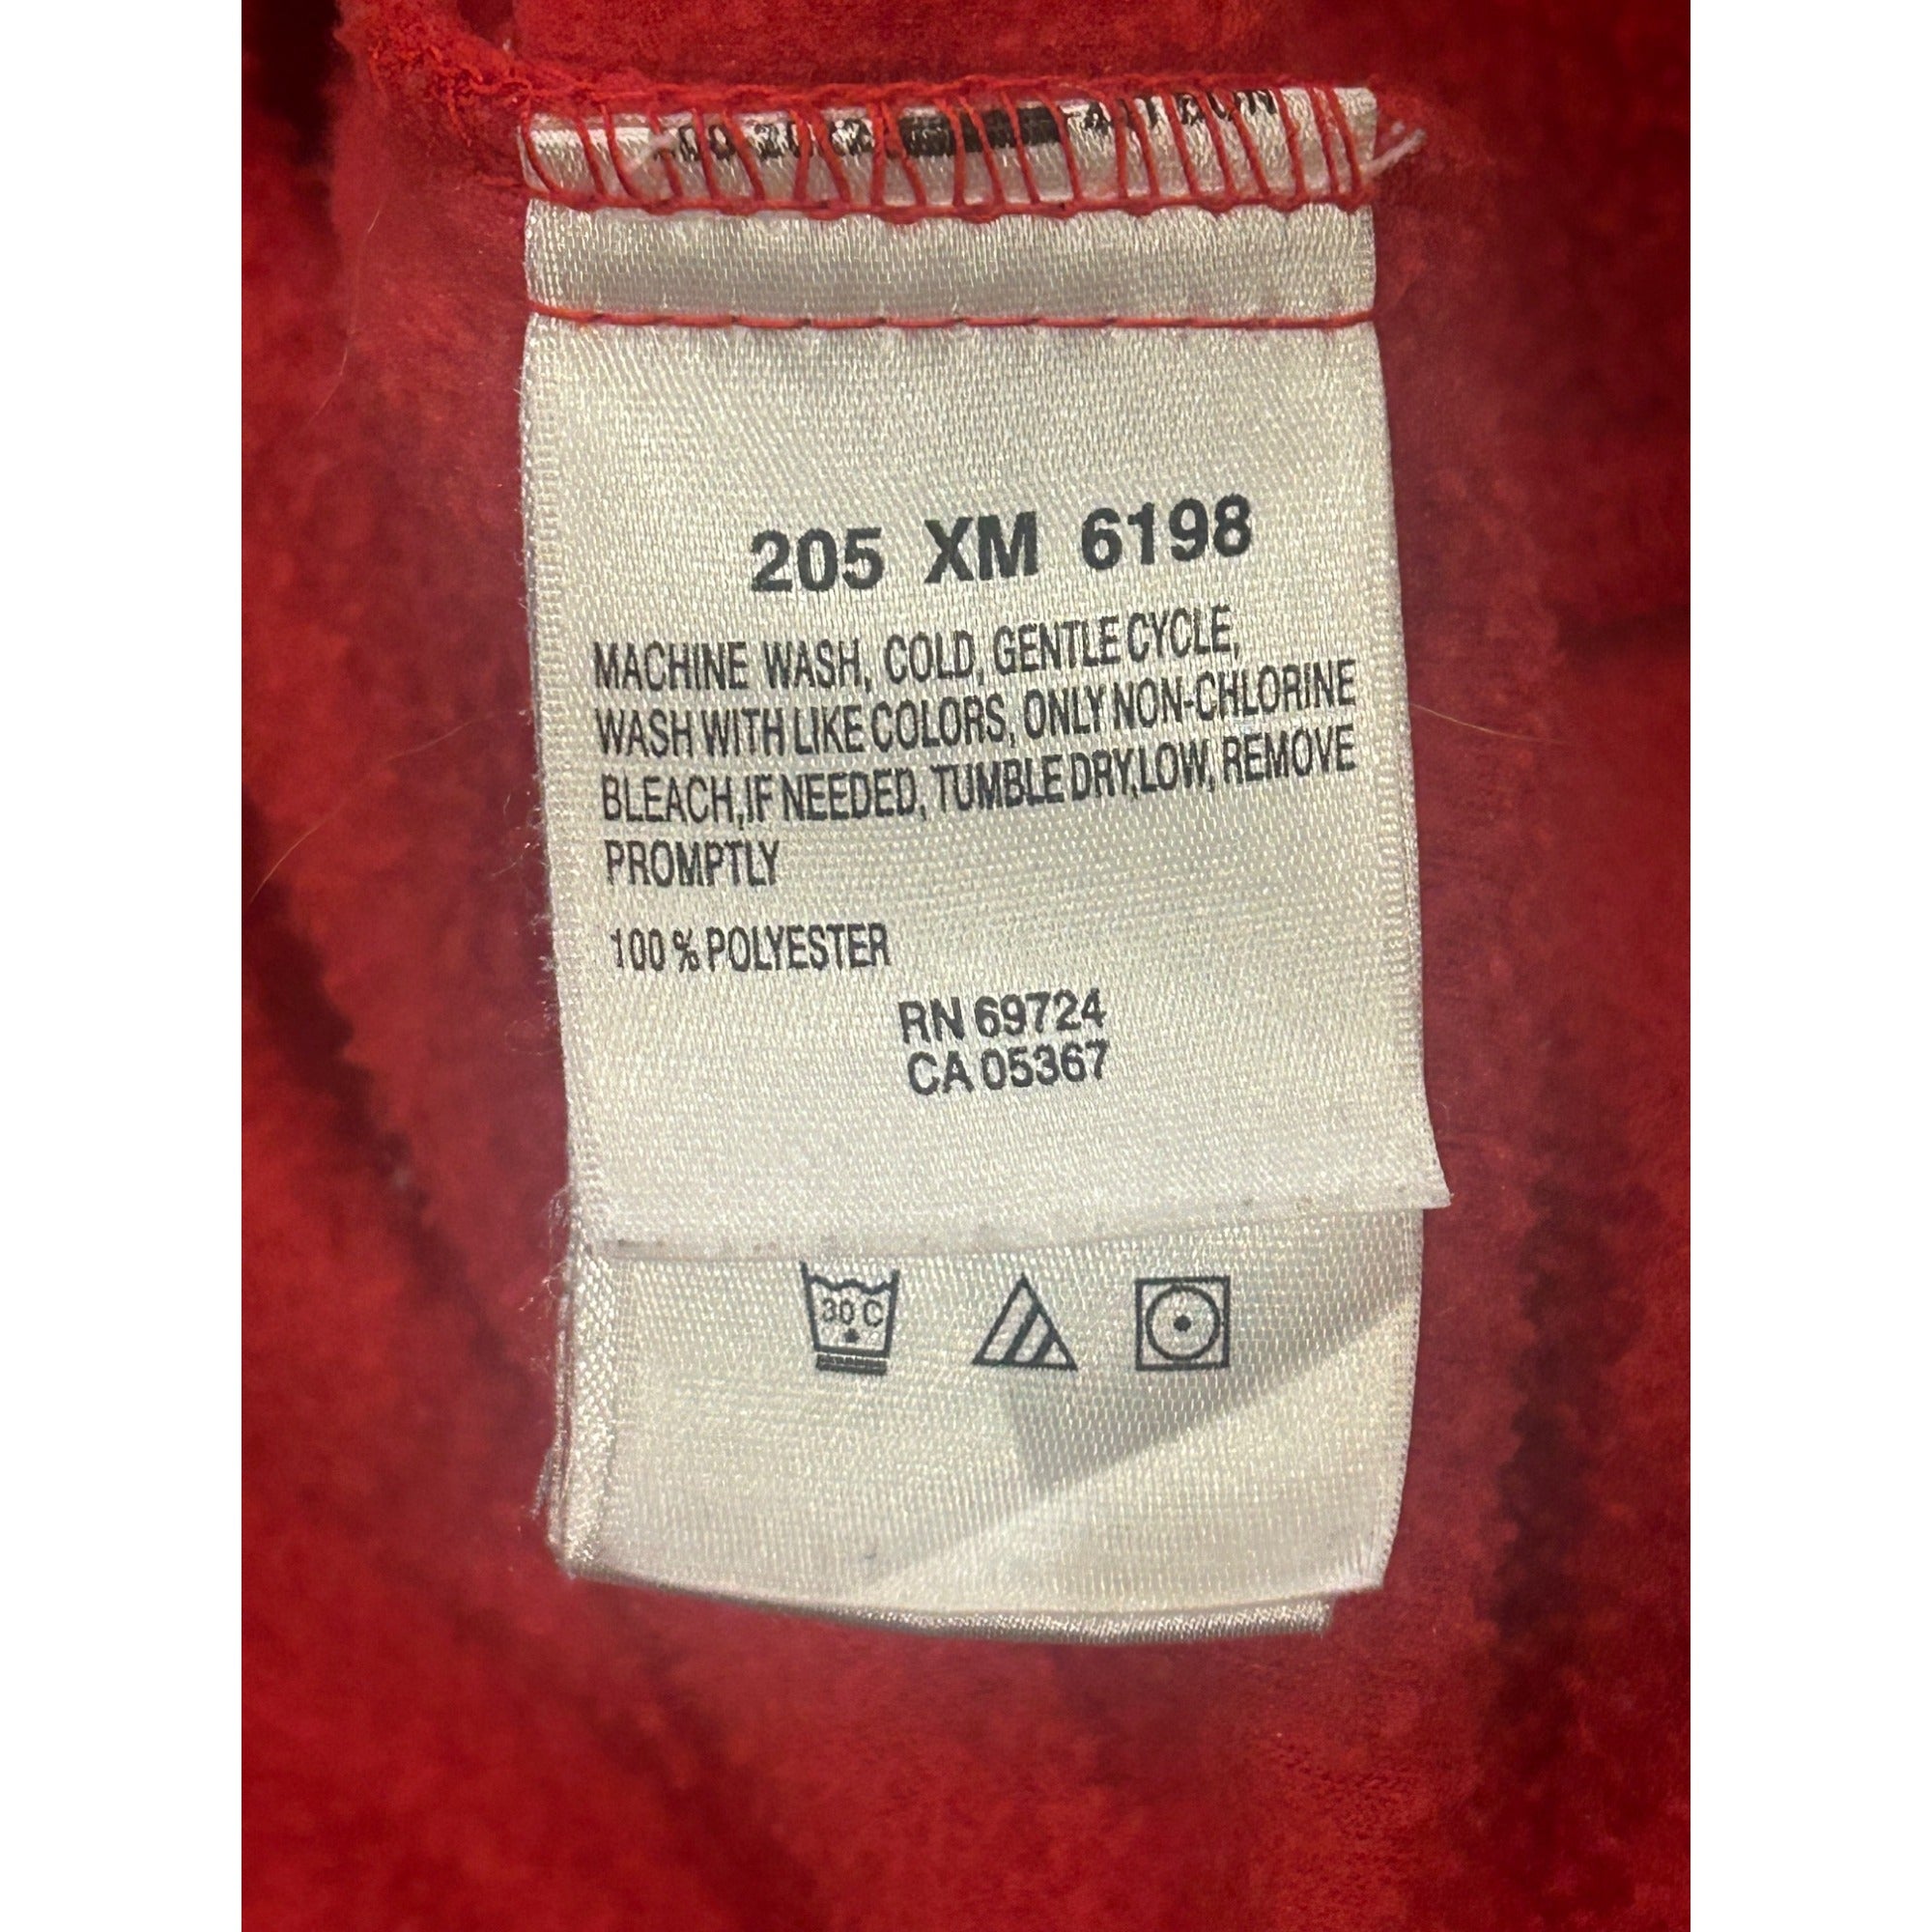 205 XM 6198
MACHINE WASH, COLD, GENTLE CYCLE,
WASH WITH LIKE COLORS, ONLY NON-CHLORINE
BLEACH,IF NEEDED, TUMBLE DRY,LOW, REMOVE
PROMPTLY
100 % POLYESTER
RN 69724
CA 05367
30 C